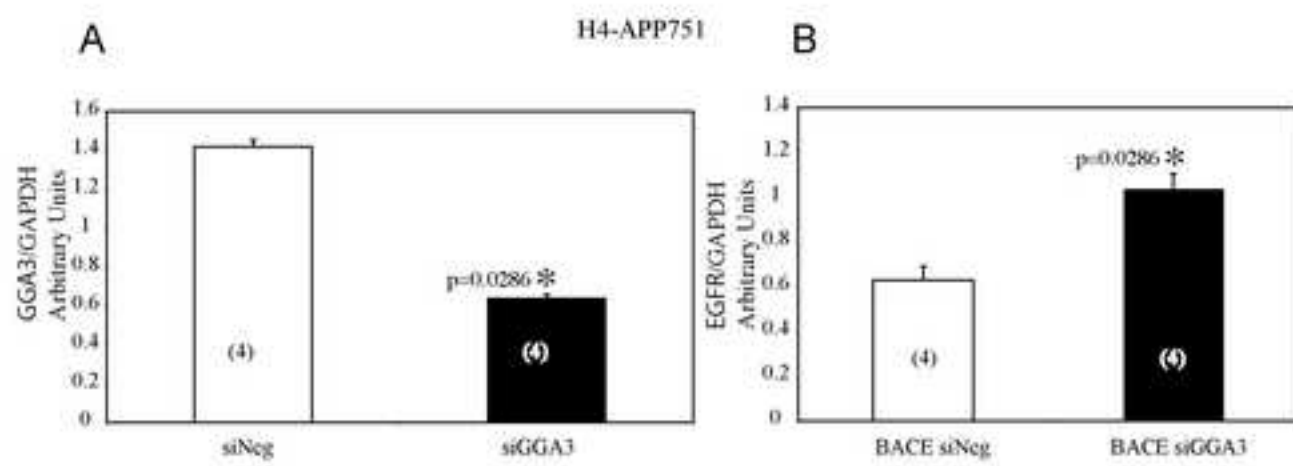 H4-APP751
A
GGA3/GAPDH
Arbitrary Units
1.6
1.4
1.2
1
0.8
0.6
0.4
0.2
0
p=0.0286 *
(4)
(4)
siNeg
siGGA3
B
EGFR/GAPDH
Arbitrary Units
1.4
1.2
1
0.8
0.6
0.4
0.2
0
p=0.0286 *
(4)
(4)
BACE siNeg
BACE siGGA3